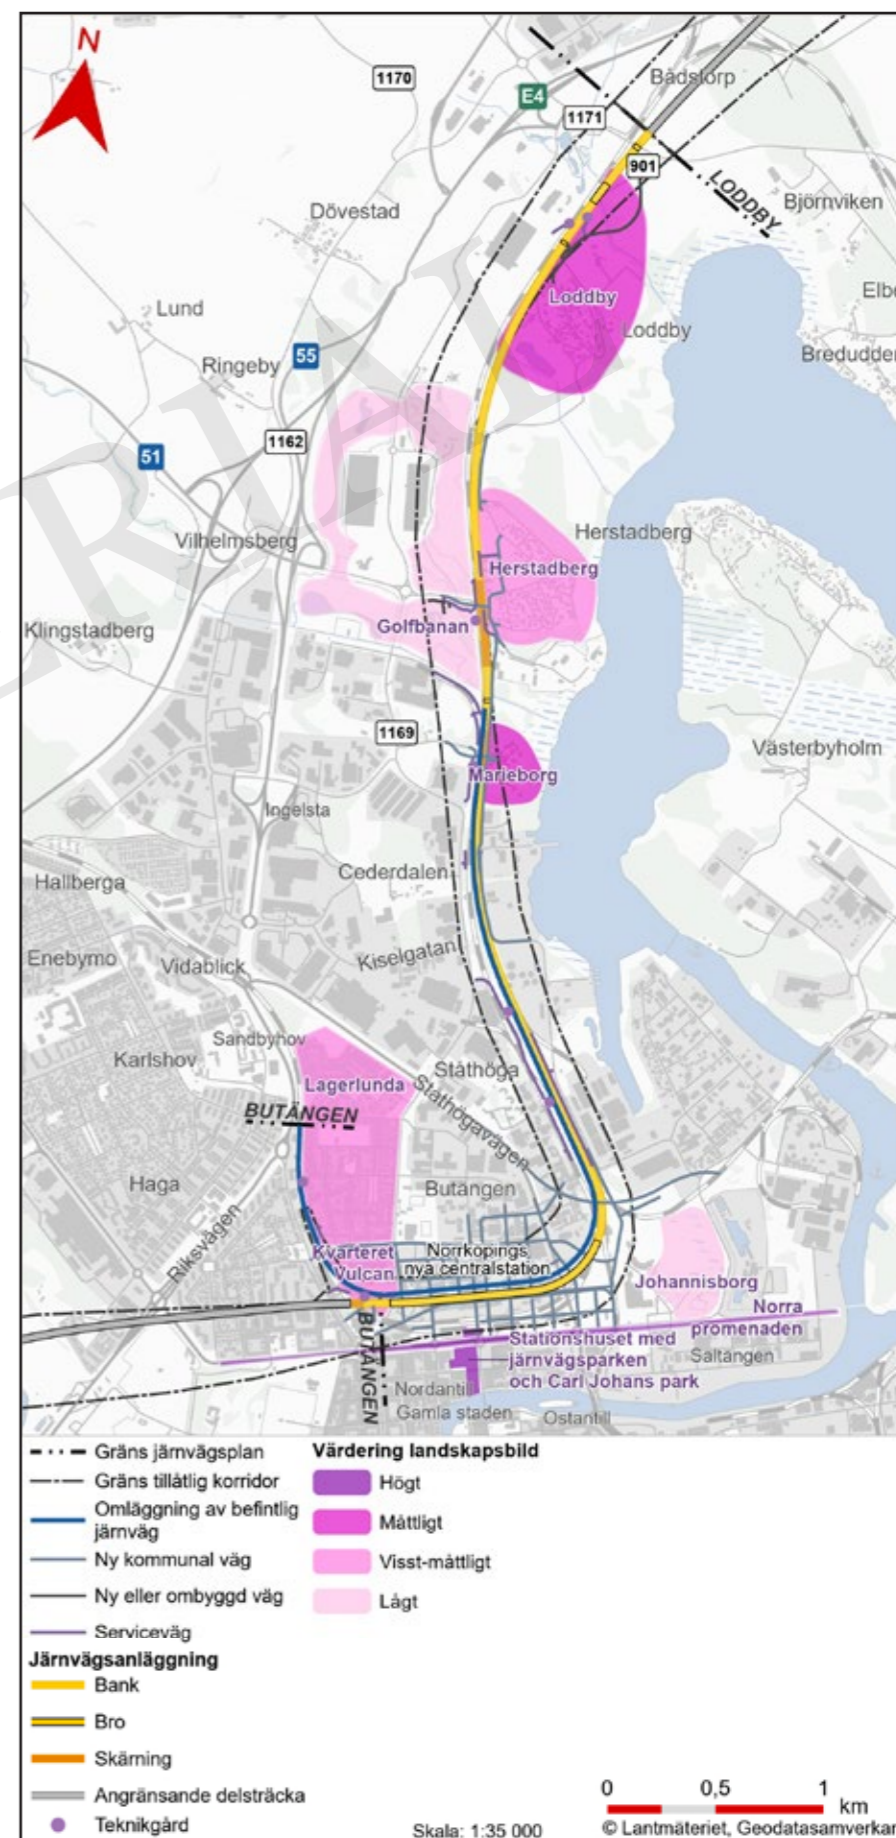 N
1170
E4
Bådstorp
1171
901
LODDBY
Björnviken
Dövestad
Lund
Loddby
Loddby
Elb
Bredudden
55
Ringeby
1162
51
ERIAL
Vilhelmsberg
Herstadberg
Herstadberg
Klingstadberg
Golfbanan
1169
Västerbyholm
Marieborg
Ingelsta
Cederdalen
Hallberga
Enebymo
Vidablick
Kiselgatan
Sandbyhov
Karlshov
Ståthöga
Lagerlunda
BUTÄNGEN
Ståthögavägen
Haga
Butängen
Riksvägen
Kvarteret
Vulcan
Norrköpings
nya centralstation
Johannisborg
Norra
promenaden
BUTÄNGEN
Stationshuset med
järnvägsparken
och Carl Johans park
Saltängen
Nordantill
Gamla staden
Östantill
Gräns järnvägsplan
Gräns tillåtlig korridor
Omläggning av befintlig
järnväg
Ny kommunal väg
Ny eller ombyggd väg
Serviceväg
Värdering landskapsbild
Högt
Måttligt
Visst-måttligt
Lågt
Järnvägsanläggning
Bank
Bro
Skärning
Angränsande delsträcka
Teknikgård
Skala: 1:35 000
0 0,5 1
km
© Lantmäteriet, Geodatasamverkan